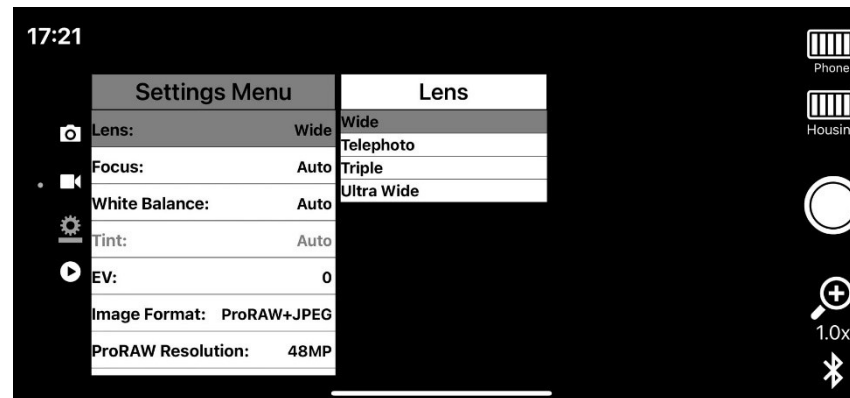 17:21
Settings Menu
Lens: Wide
Focus: Auto
White Balance: Auto
Tint: Auto
EV: 0
Image Format: ProRAW+JPEG
ProRAW Resolution: 48MP
Lens
Wide
Telephoto
Triple
Ultra Wide
Phone
Housin
1.0x